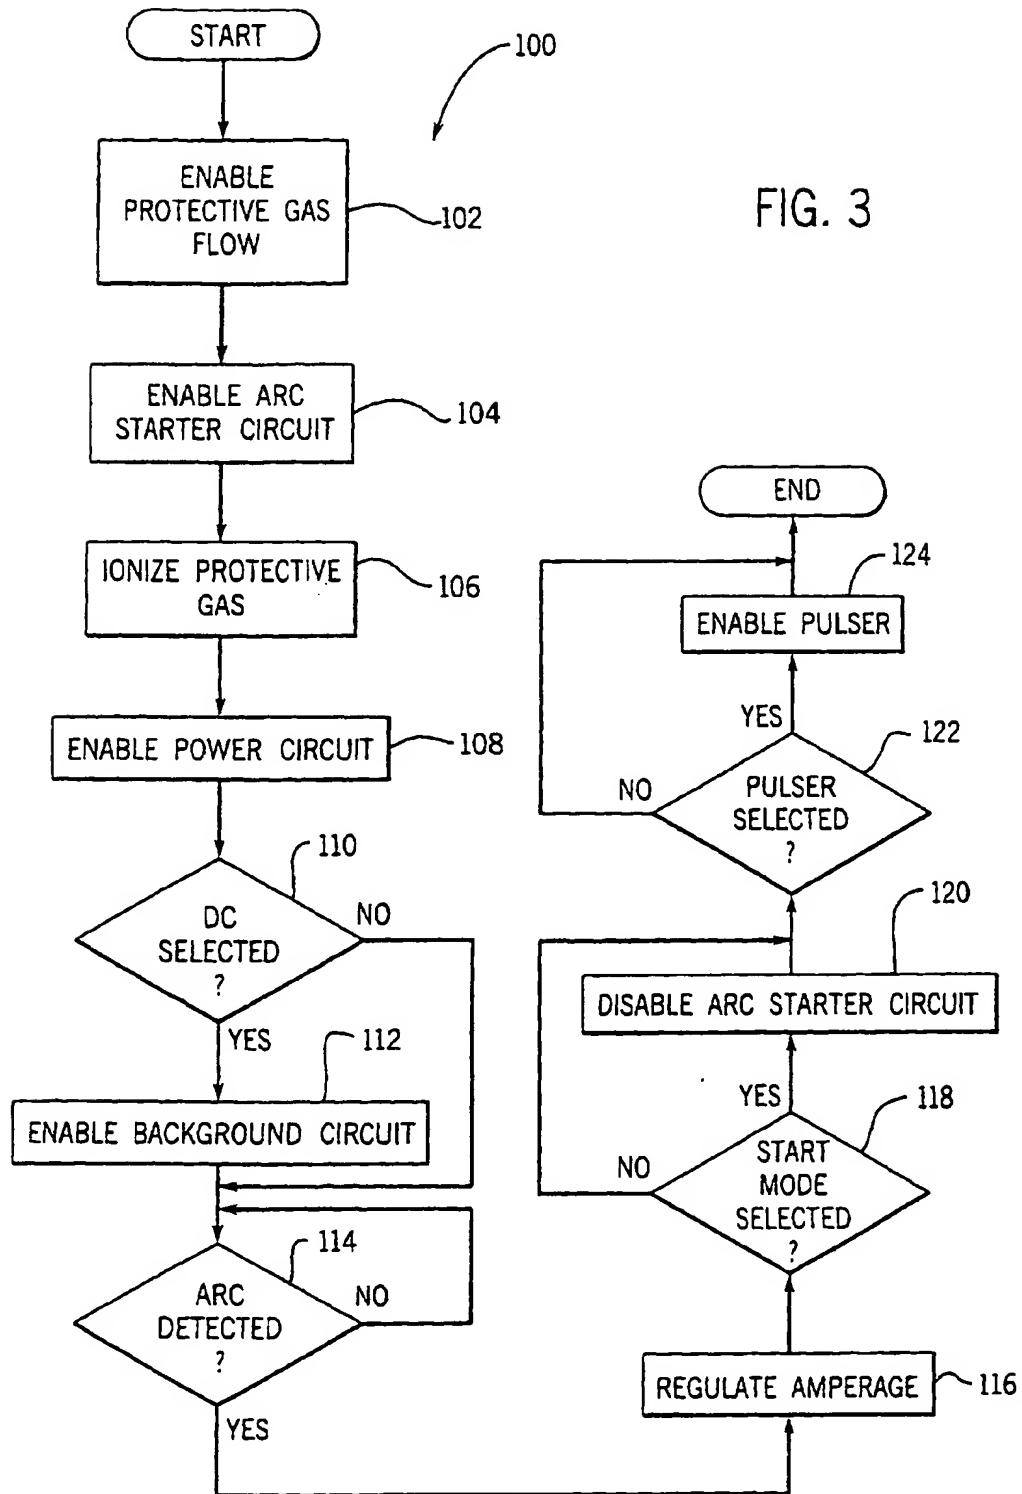 START
100
ENABLE
PROTECTIVE GAS
FLOW
102
FIG. 3
ENABLE ARC
STARTER CIRCUIT
104
IONIZE PROTECTIVE
GAS
106
ENABLE POWER CIRCUIT
108
DC
SELECTED
?
110
NO
YES
ENABLE BACKGROUND CIRCUIT
112
ARC
DETECTED
?
114
NO
YES
REGULATE AMPERAGE
116
START
MODE
SELECTED
?
118
NO
YES
DISABLE ARC STARTER CIRCUIT
120
PULSER
SELECTED
?
122
NO
YES
ENABLE PULSER
124
END